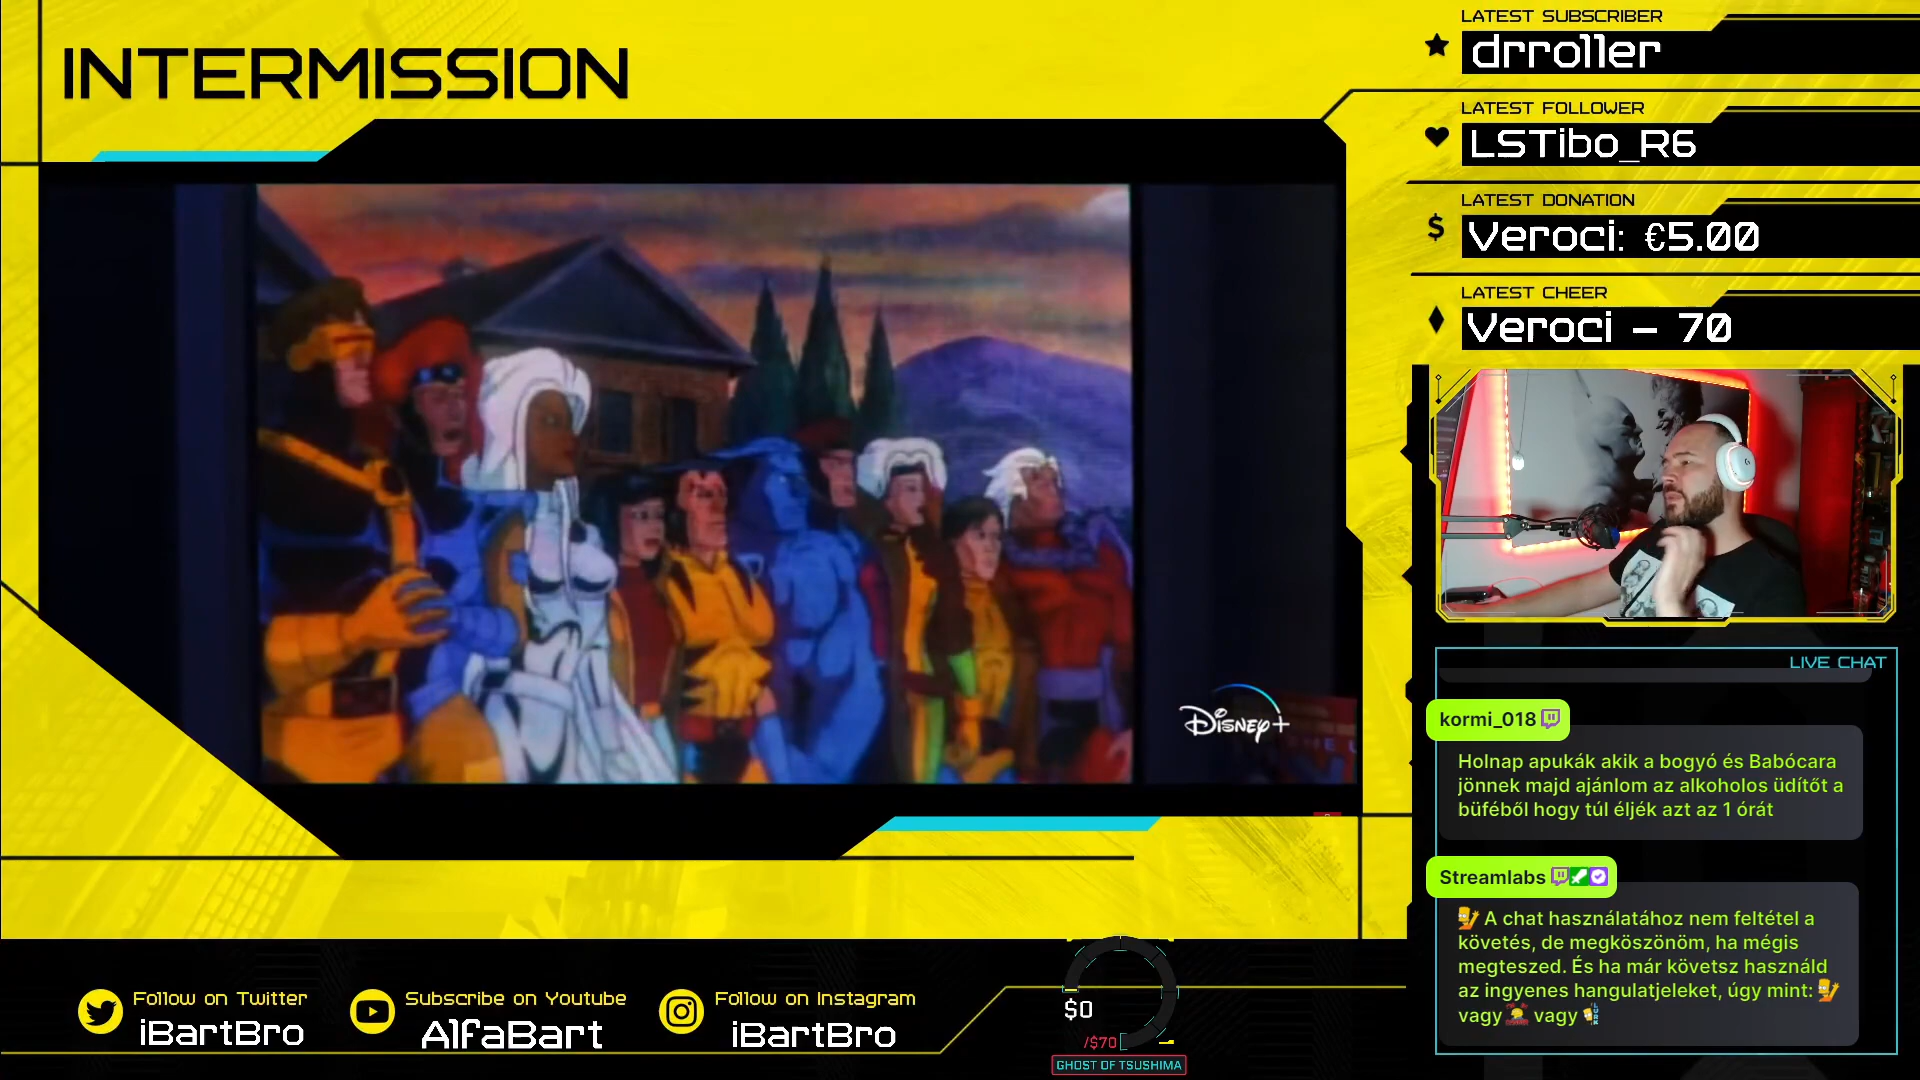 INTERMISSION
LATEST SUBSCRIBER
drroller
LATEST FOLLOWER
LSTibo_R6
LATEST DONATION
$
Veroci: €5.00
LATEST CHEER
Veroci - 70
Disney+
LIVE CHAT
kormi_018
Holnap apukák akik a bogyó és Babócara
jönnek majd ajánlom az alkoholos üdítőt a
büféből hogy túl éljék azt az 1 órát
Streamlabs
A chat használatához nem feltétel a
követés, de megköszönöm, ha mégis
megteszed. És ha már követsz használd
az ingyenes hangulatjeleket, úgy mint:
vagy vagy
Follow on Twitter
iBartBro
Subscribe on Youtube
AlfaBart
Follow on Instagram
iBartBro
$0
/$70
GHOST OF TSUSHIMA